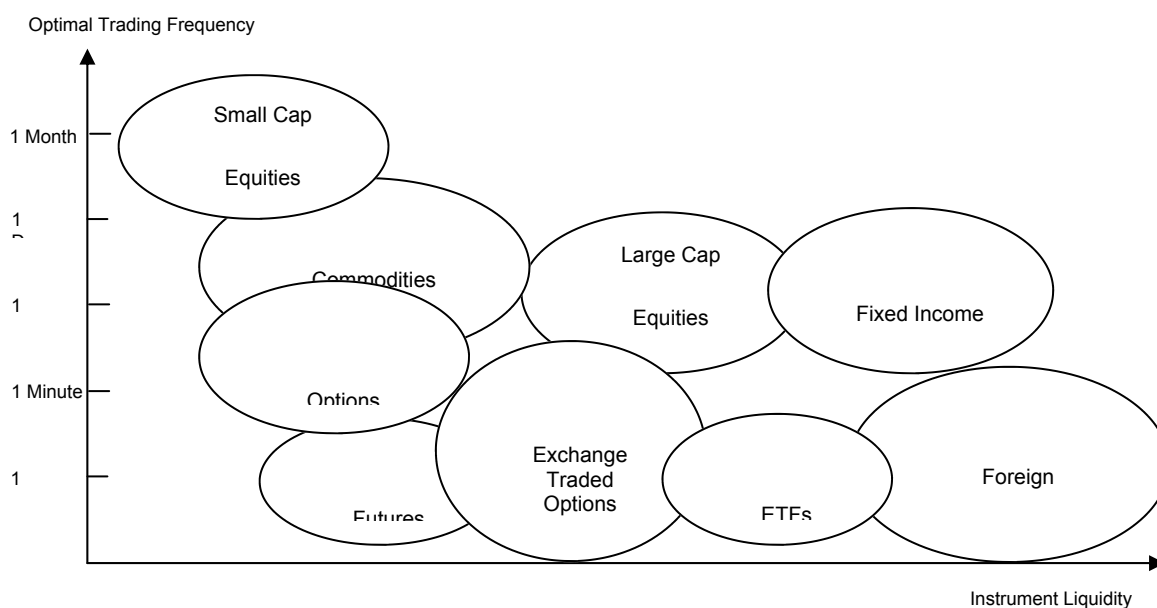 Optimal Trading Frequency
1 Month
1
1
1 Minute
1
Small Cap
Equities
Commodities
Options
Futures
Large Cap
Equities
Fixed Income
Exchange
Traded
Options
ETFs
Foreign
Instrument Liquidity